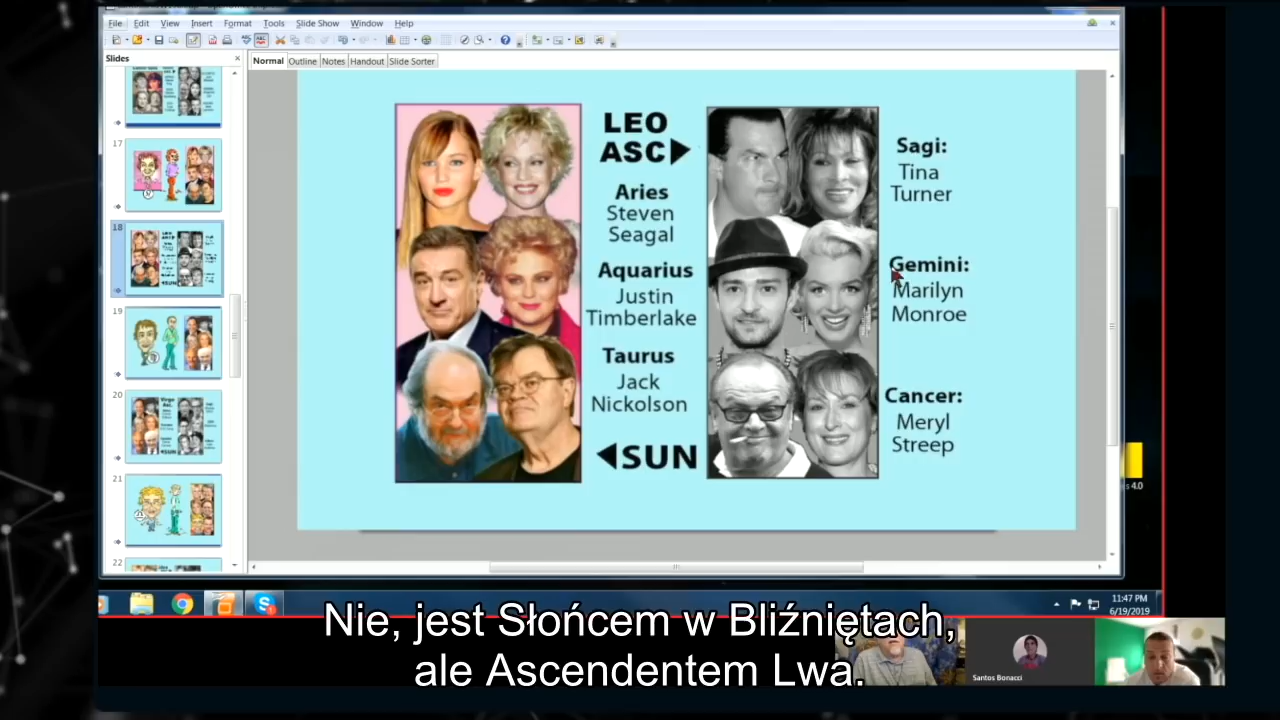 File Edit View Insert Format Tools Slide Show Window Help
Slides
Normal Outline Notes Handout Slide Sorter
17
18
19
20
21
22
LEO
ASC
Aries
Steven
Seagal
Aquarius
Justin
Timberlake
Taurus
Jack
Nickolson
SUN
Sagi:
Tina
Turner
Gemini:
Marilyn
Monroe
Cancer:
Meryl
Streep
4.0
11:47 PM
6/19/2019
Santos Bonacci
Nie, jest Słońcem w Bliźniętach,
ale Ascendentem Lwa.